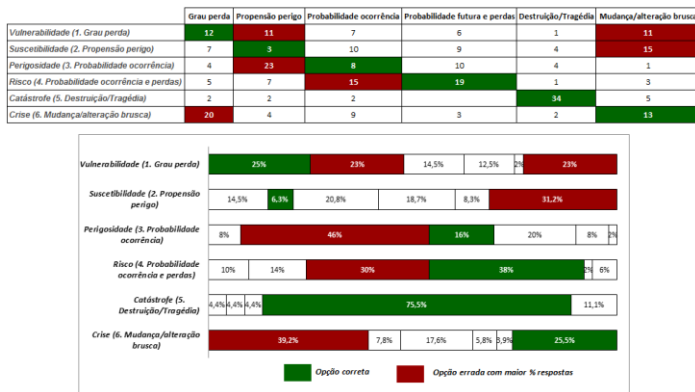 Grau perda Propensão perigo Probabilidade ocorrência Probabilidade futura e perdas Destruição/Tragédia Mudança/alteração brusca
Vulnerabilidade (1. Grau perda) 12 11 7 6 1 11
Suscetibilidade (2. Propensão perigo) 7 3 10 9 4 15
Perigosidade (3. Probabilidade ocorrência) 4 23 8 10 4 1
Risco (4. Probabilidade ocorrência e perdas) 5 7 15 19 1 3
Catástrofe (5. Destruição/Tragédia) 2 2 2 34 5
Crise (6. Mudança/alteração brusca) 20 4 9 3 2 13
Vulnerabilidade (1. Grau perda) 25% 23% 14,5% 12,5% 2% 23%
Suscetibilidade (2. Propensão
perigo) 14,5% 6,3% 20,8% 18,7% 8,3% 31,2%
Perigosidade (3. Probabilidade
ocorrência) 8% 46% 16% 20% 8% 2%
Risco (4. Probabilidade
ocorrência e perdas) 10% 14% 30% 38% 2% 6%
Catástrofe (5.
Destruição/Tragédia) 4,4% 4,4% 4,4% 75,5% 11,1%
Crise (6. Mudança/alteração
brusca) 39,2% 7,8% 17,6% 5,8% 3,9% 25,5%
Opção correta Opção errada com maior % respostas